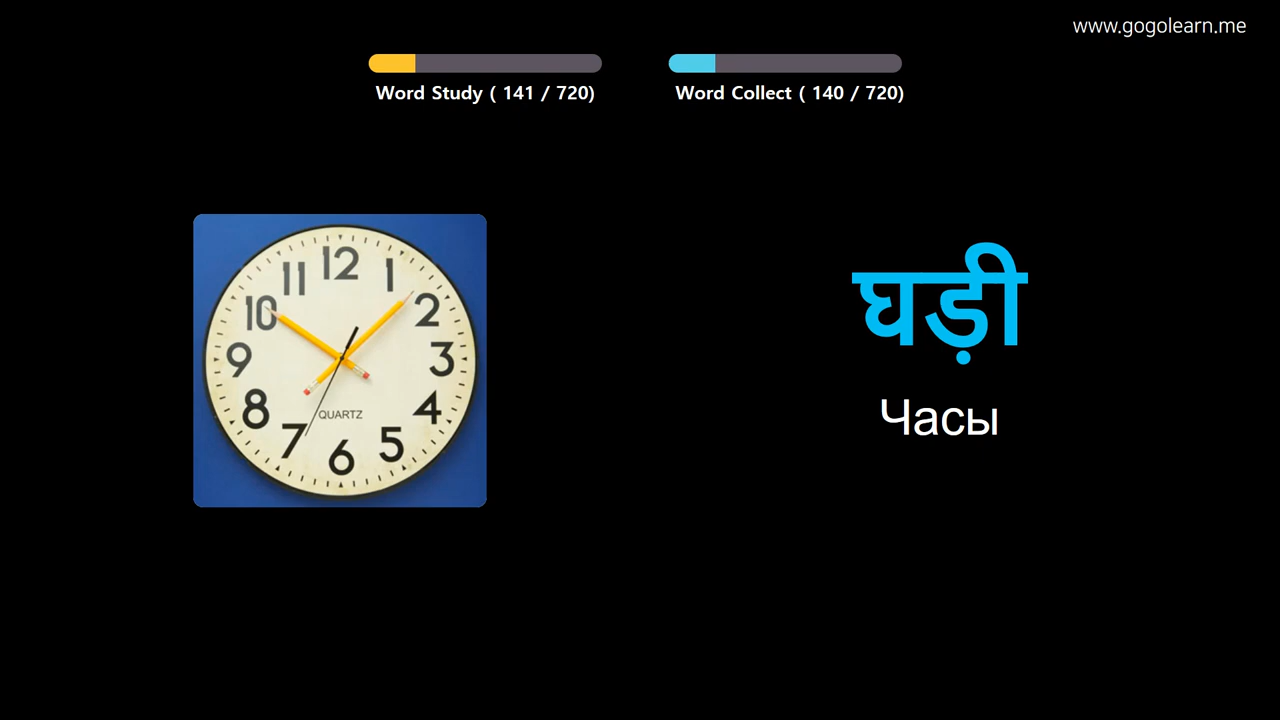 www.gogolearn.me
Word Study ( 141 / 720)
Word Collect ( 140 / 720)
12
11
1
10
2
9
3
8
4
7
5
6
QUARTZ
घड़ी
Часы